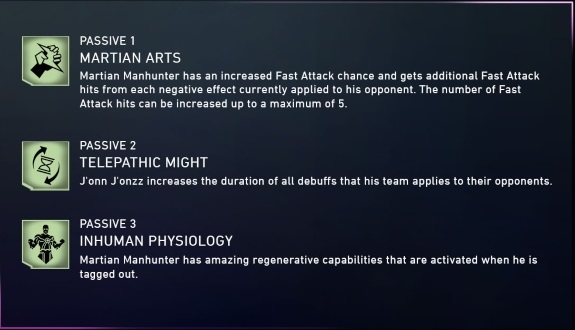 PASSIVE 1
MARTIAN ARTS
Martian Manhunter has an increased Fast Attack chance and gets additional Fast Attack
hits from each negative effect currently applied to his opponent. The number of Fast
Attack hits can be increased up to a maximum of 5.
PASSIVE 2
TELEPATHIC MIGHT
J'onn J'onzz increases the duration of all debuffs that his team applies to their opponents.
PASSIVE 3
INHUMAN PHYSIOLOGY
Martian Manhunter has amazing regenerative capabilities that are activated when he is
tagged out.